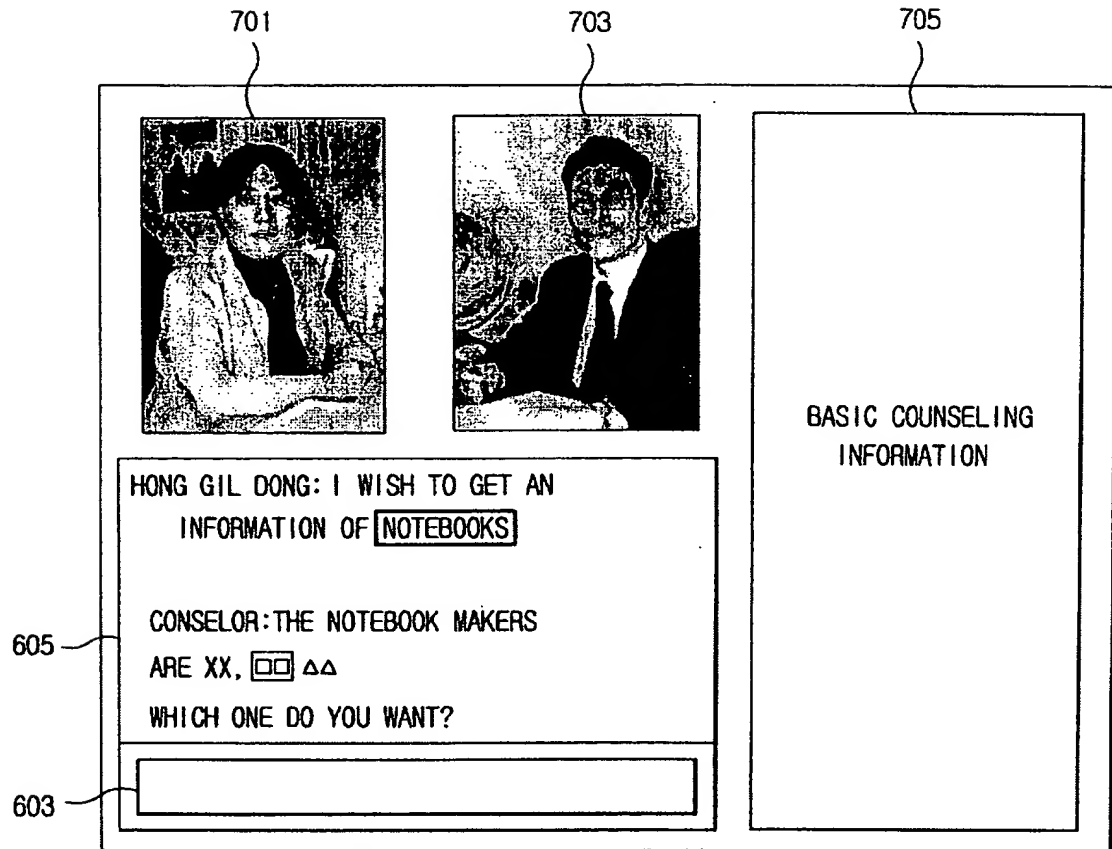 701 703 705
HONG GIL DONG: I WISH TO GET AN
INFORMATION OF NOTEBOOKS
BASIC COUNSELING
INFORMATION
CONSELOR:THE NOTEBOOK MAKERS
605
ARE XX, □□ △△
WHICH ONE DO YOU WANT?
603